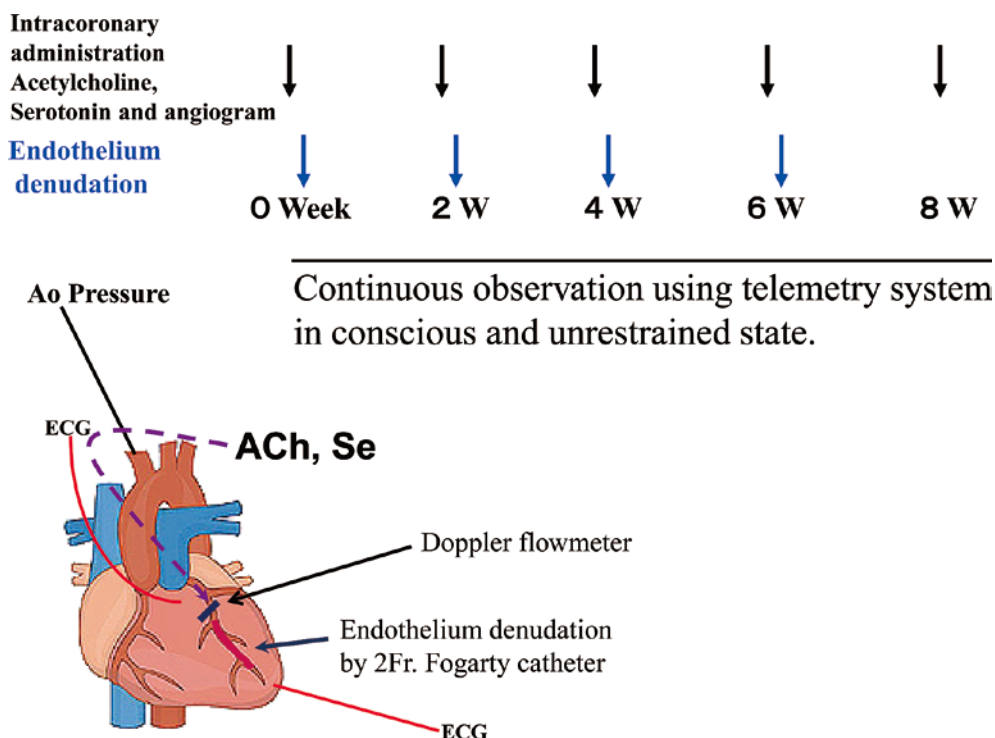 Intracoronary
administration
Acetylcholine,
Serotonin and angiogram
Endothelium
denudation
0 Week 2 W 4 W 6 W 8 W
Continuous observation using telemetry system
in conscious and unrestrained state.
Ao Pressure
ECG
ACh, Se
Doppler flowmeter
Endothelium denudation
by 2Fr. Fogarty catheter
ECG